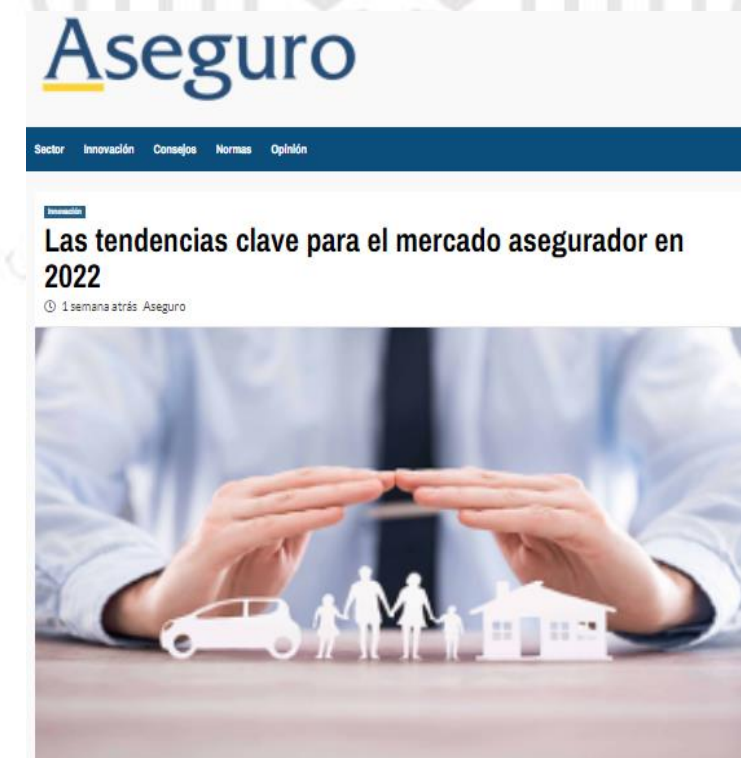 Aseguro
Sector Innovación Consejos Normas Opinión
Innovación
Las tendencias clave para el mercado asegurador en
2022
1 semana atrás Aseguro